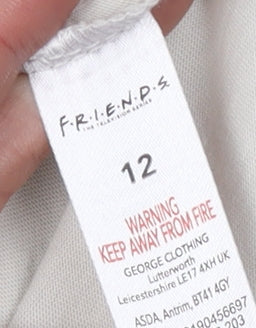 F·R·I·E·N·D·S
THE TELEVISION SERIES
12
WARNING
KEEP AWAY FROM FIRE
GEORGE CLOTHING
Lutterworth
Leicestershire LE17 4XH UK
ASDA, Antrim, BT41 4GY